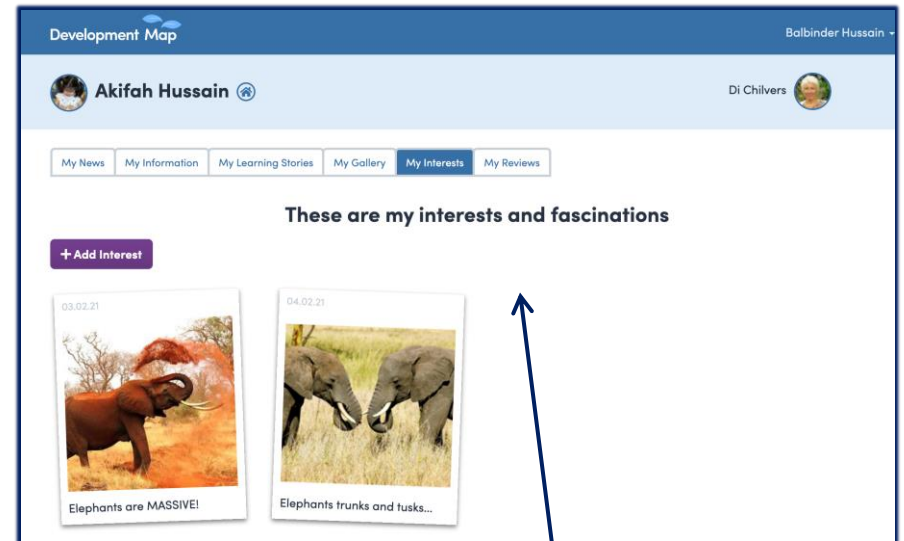 Development Map
Balbinder Hussain
Akifah Hussain
Di Chilvers
My News My Information My Learning Stories My Gallery My Interests My Reviews
These are my interests and fascinations
+ Add Interest
03.02.21
04.02.21
Elephants are MASSIVE!
Elephants trunks and tusks...